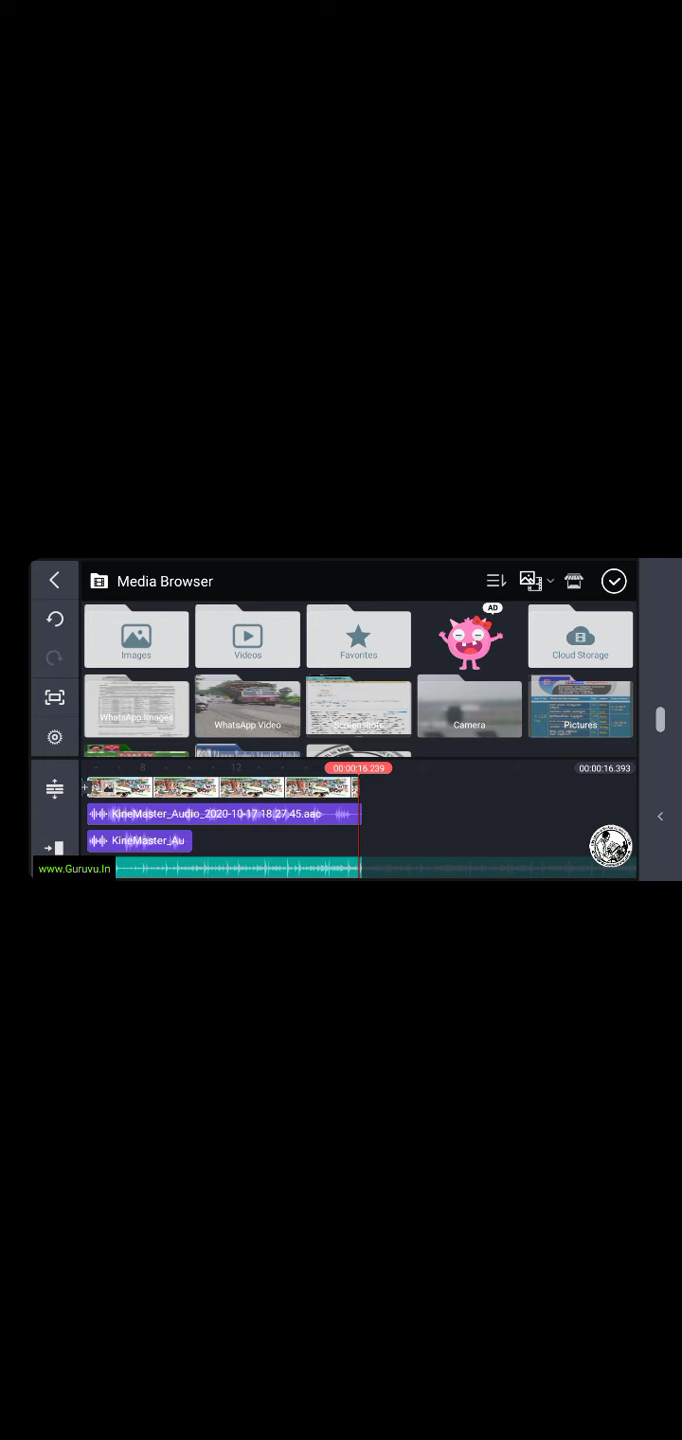 Media Browser
AD
Images
Videos
Favorites
Cloud Storage
WhatsApp Images
WhatsApp Video
Screenshots
Camera
Pictures
00:00:16.239
00:00:16.393
8
12
KineMaster_Audio_2020-10-17 18.27.45.aac
KineMaster_Au
www.Guruvu.In